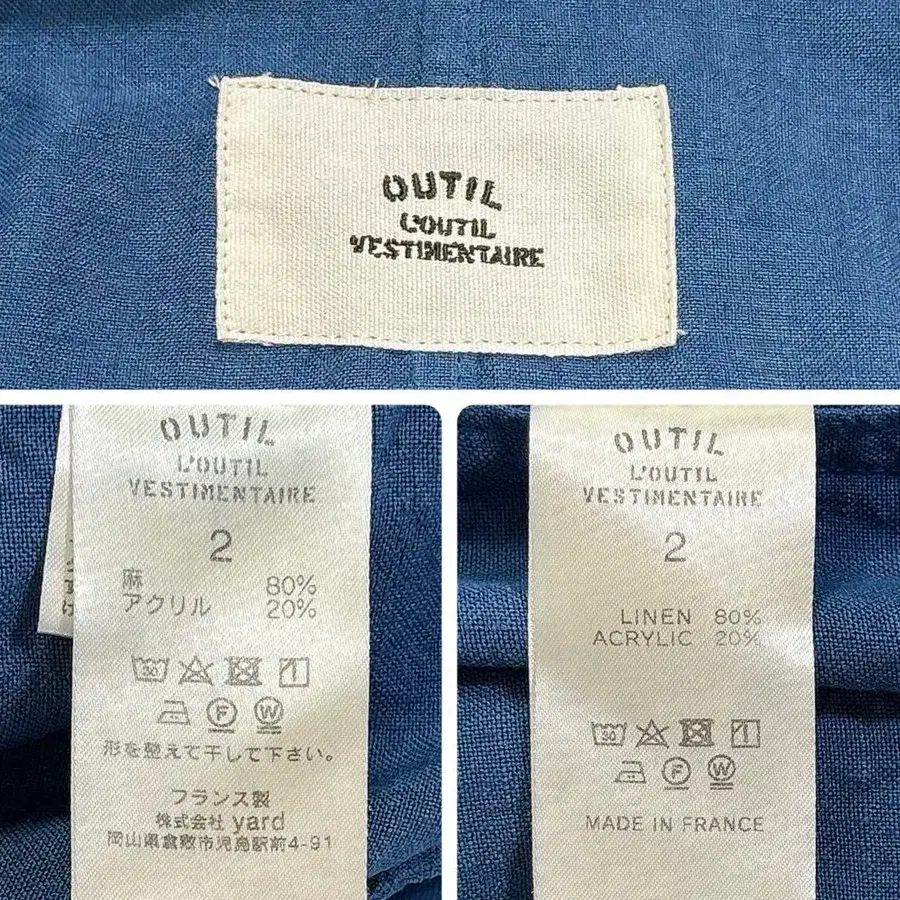 OUTIL
L'OUTIL
VESTIMENTAIRE
OUTIL
L'OUTIL
VESTIMENTAIRE
2
麻 80%
アクリル 20%
30
F W
形を整えて干して下さい。
フランス製
株式会社 yard
岡山県倉敷市児島駅前4-91
OUTIL
L'OUTIL
VESTIMENTAIRE
2
LINEN 80%
ACRYLIC 20%
30
P W
MADE IN FRANCE